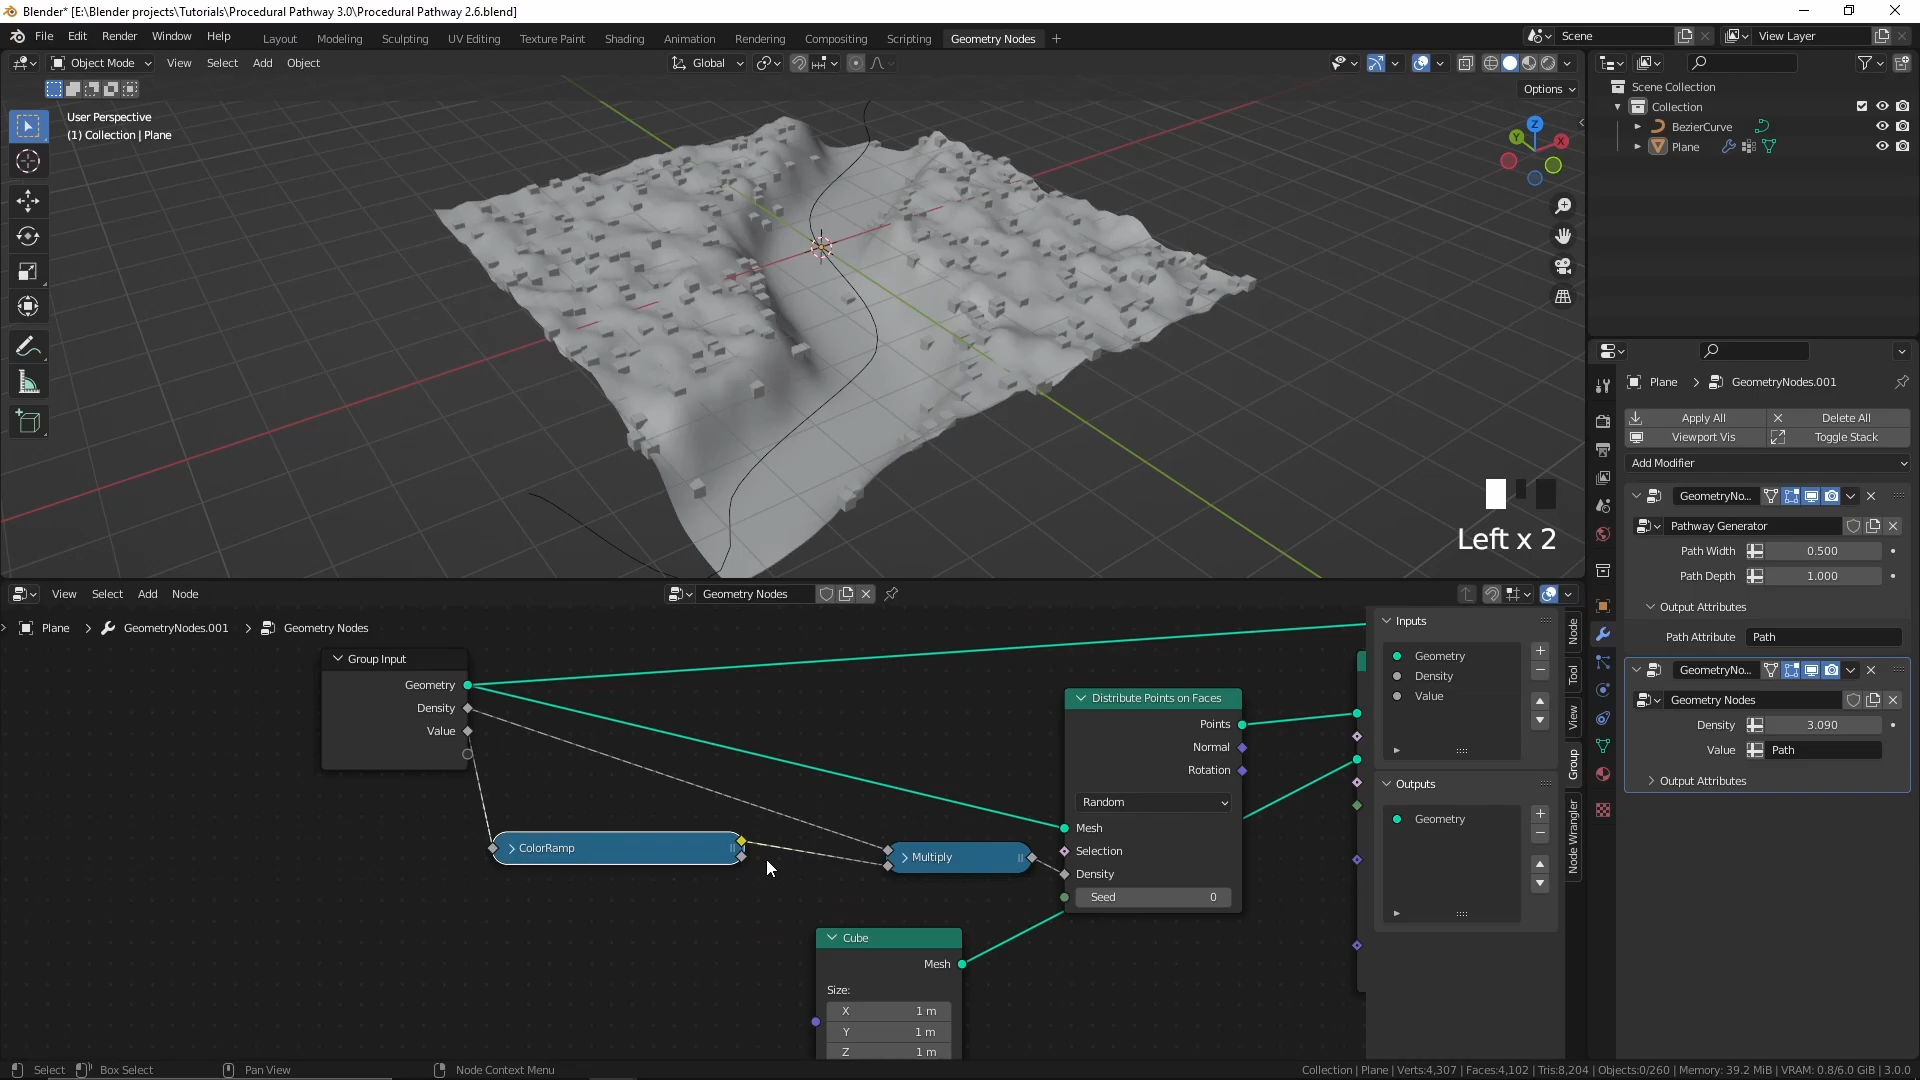 Blender* [E:\Blender projects\Tutorials\Procedural Pathway 3.0\Procedural Pathway 2.6.blend]
File Edit Render Window Help
Layout Modeling Sculpting UV Editing Texture Paint Shading Animation Rendering Compositing Scripting Geometry Nodes
Scene
View Layer
Object Mode View Select Add Object
Global
Options
User Perspective
(1) Collection | Plane
Z
Y
X
Left x 2
Scene Collection
Collection
BezierCurve
Plane
Plane GeometryNodes.001
Apply All Delete All
Viewport Vis Toggle Stack
Add Modifier
GeometryNo...
Pathway Generator
Path Width 0.500
Path Depth 1.000
Output Attributes
Path Attribute Path
GeometryNo...
Geometry Nodes
Density 3.090
Value Path
Output Attributes
View Select Add Node
Geometry Nodes
Plane GeometryNodes.001 Geometry Nodes
Group Input
Geometry
Density
Value
ColorRamp
Multiply
Distribute Points on Faces
Points
Normal
Rotation
Random
Mesh
Selection
Density
Seed 0
Cube
Mesh
Size:
X 1 m
Y 1 m
Z 1 m
Inputs
Geometry
Density
Value
Outputs
Geometry
Node
Tool
View
Group
Node Wrangler
Select Box Select Pan View Node Context Menu
Collection | Plane | Verts:4,307 | Faces:4,102 | Tris:8,204 | Objects:0/260 | Memory: 39.2 MiB | VRAM: 0.8/6.0 GiB | 3.0.0